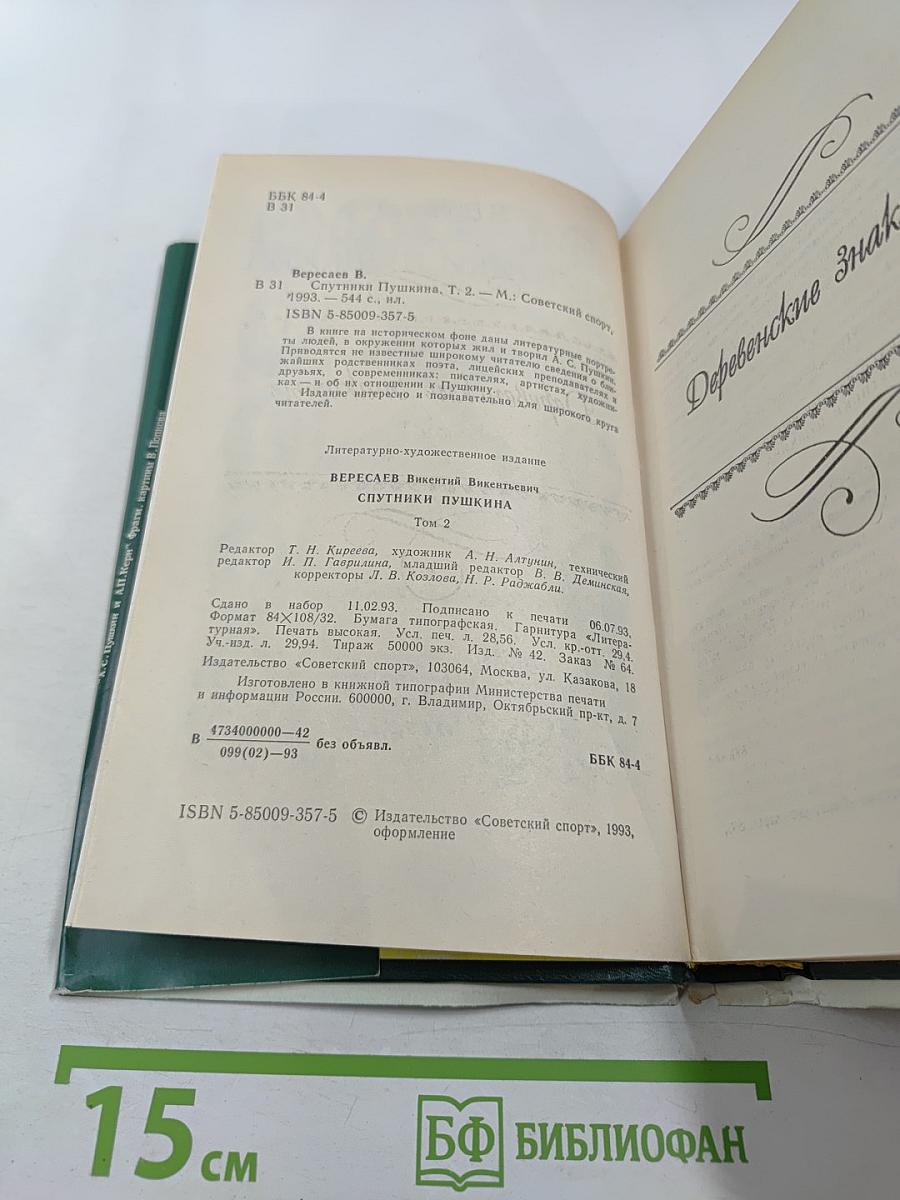 ББК 84-4
В 31
Вересаев В.
В 31 Спутники Пушкина. Т. 2. — М.: Советский спорт,
1993. — 544 с., ил.
ISBN 5-85009-357-5
В книге на историческом фоне даны литературные портре-
ты людей, в окружении которых жил и творил А. С. Пушкин.
Приводятся не известные широкому читателю сведения о бли-
жайших родственниках поэта, лицейских преподавателях и
друзьях, о современниках: писателях, артистах, художни-
ках — и об их отношении к Пушкину.
Издание интересно и познавательно для широкого круга
читателей.
Литературно-художественное издание
ВЕРЕСАЕВ Викентий Викентьевич
СПУТНИКИ ПУШКИНА
Том 2
Редактор Т. Н. Киреева, художник А. Н. Алтунин, технический
редактор И. П. Гаврилина, младший редактор В. В. Деминская,
корректоры Л. В. Козлова, Н. Р. Раджабли.
Сдано в набор 11.02.93. Подписано к печати 06.07.93.
Формат 84×108/32. Бумага типографская. Гарнитура «Литера-
турная». Печать высокая. Усл. печ. л. 28,56. Усл. кр.-отт. 29,4.
Уч.-изд. л. 29,94. Тираж 50000 экз. Изд. № 42. Заказ № 64.
Издательство «Советский спорт», 103064, Москва, ул. Казакова, 18
Изготовлено в книжной типографии Министерства печати
и информации России. 600000, г. Владимир, Октябрьский пр-кт, д. 7
В 4734000000—42
099(02)—93 без объявл.
ББК 84-4
ISBN 5-85009-357-5 © Издательство «Советский спорт», 1993,
оформление
Деревенские знак
А. С. Пушкин и А.П.Керн" Фрагм. картины В. Попкова
15 см
БФ БИБЛИОФАН